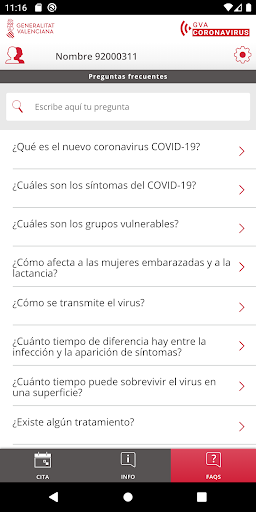 11:16
GENERALITAT
VALENCIANA
GVA
CORONAVIRUS
Nombre 92000311
Preguntas frecuentes
Escribe aquí tu pregunta
¿Qué es el nuevo coronavirus COVID-19?
¿Cuáles son los síntomas del COVID-19?
¿Cuáles son los grupos vulnerables?
¿Cómo afecta a las mujeres embarazadas y a la
lactancia?
¿Cómo se transmite el virus?
¿Cuánto tiempo de diferencia hay entre la
infección y la aparición de síntomas?
¿Cuánto tiempo puede sobrevivir el virus en
una superficie?
¿Existe algún tratamiento?
CITA
INFO
FAQS